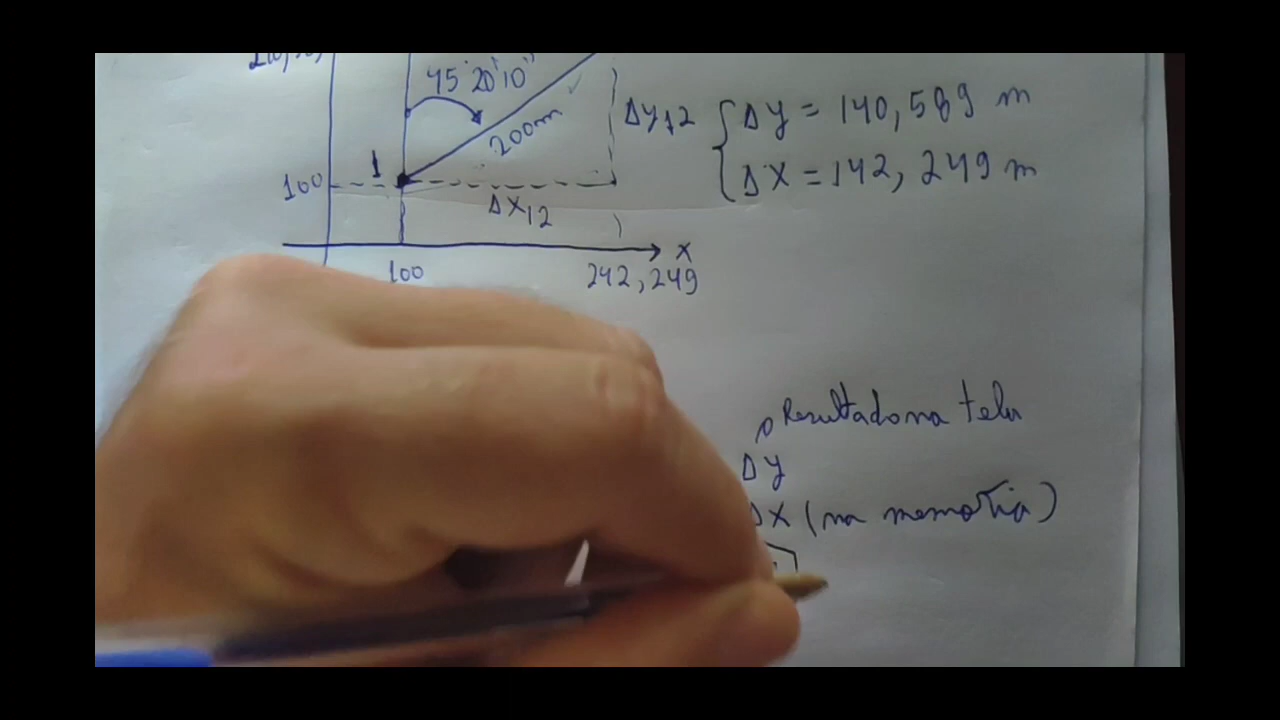 45°20'10"
200m
ΔY12 { ΔY = 140,589 m
ΔX = 142,249 m
1
100
ΔX12
X
100
242,249
Resultado na tela
ΔY
ΔX (na memoria)